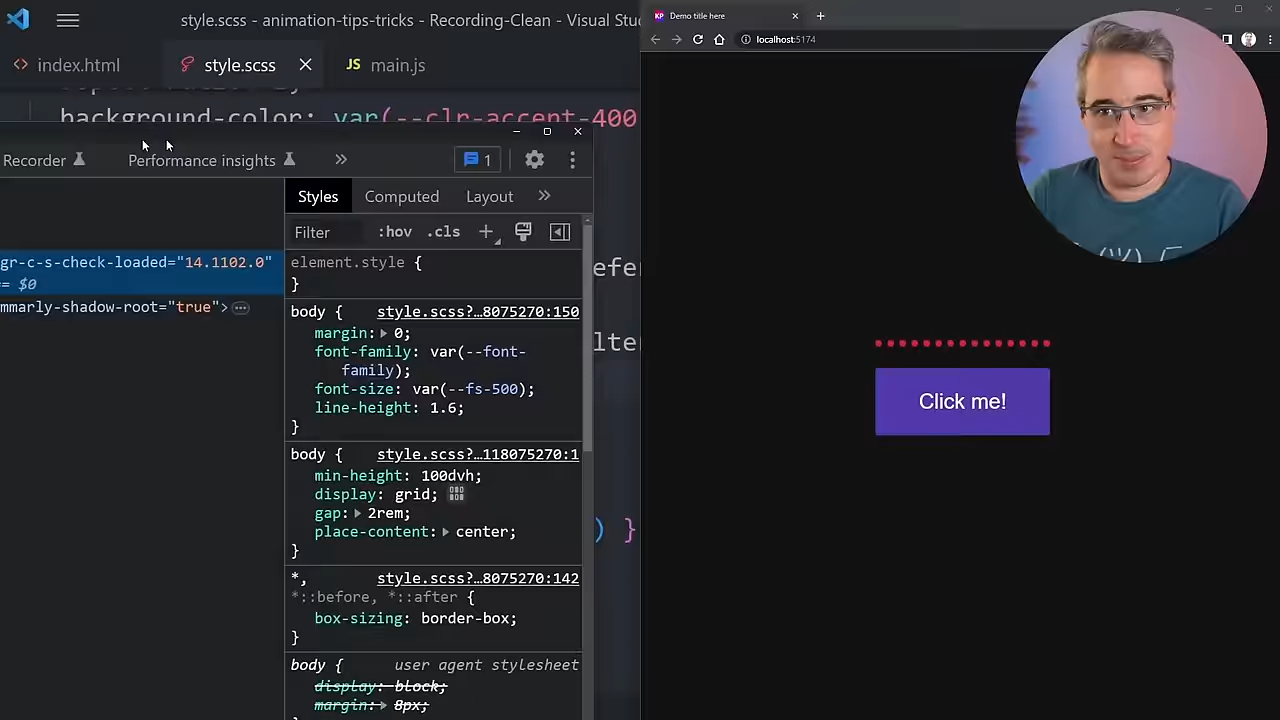 style.scss - animation-tips-tricks - Recording-Clean - Visual Stu
index.html
style.scss
JS main.js
background-color: var(--clr-accent-400
Recorder
Performance insights
1
Styles
Computed
Layout
Filter
:hov
.cls
gr-c-s-check-loaded="14.1102.0"
== $0
mmarly-shadow-root="true">
element.style {
}
body {
style.scss?…8075270:150
margin: 0;
font-family: var(--font-
family);
font-size: var(--fs-500);
line-height: 1.6;
}
body {
style.scss?…118075270:1
min-height: 100dvh;
display: grid;
gap: 2rem;
place-content: center;
}
*,
style.scss?…8075270:142
*::before, *::after {
box-sizing: border-box;
}
body {
user agent stylesheet
display: block;
margin: 8px;
efe
lte
) }
KP
Demo title here
localhost:5174
Click me!